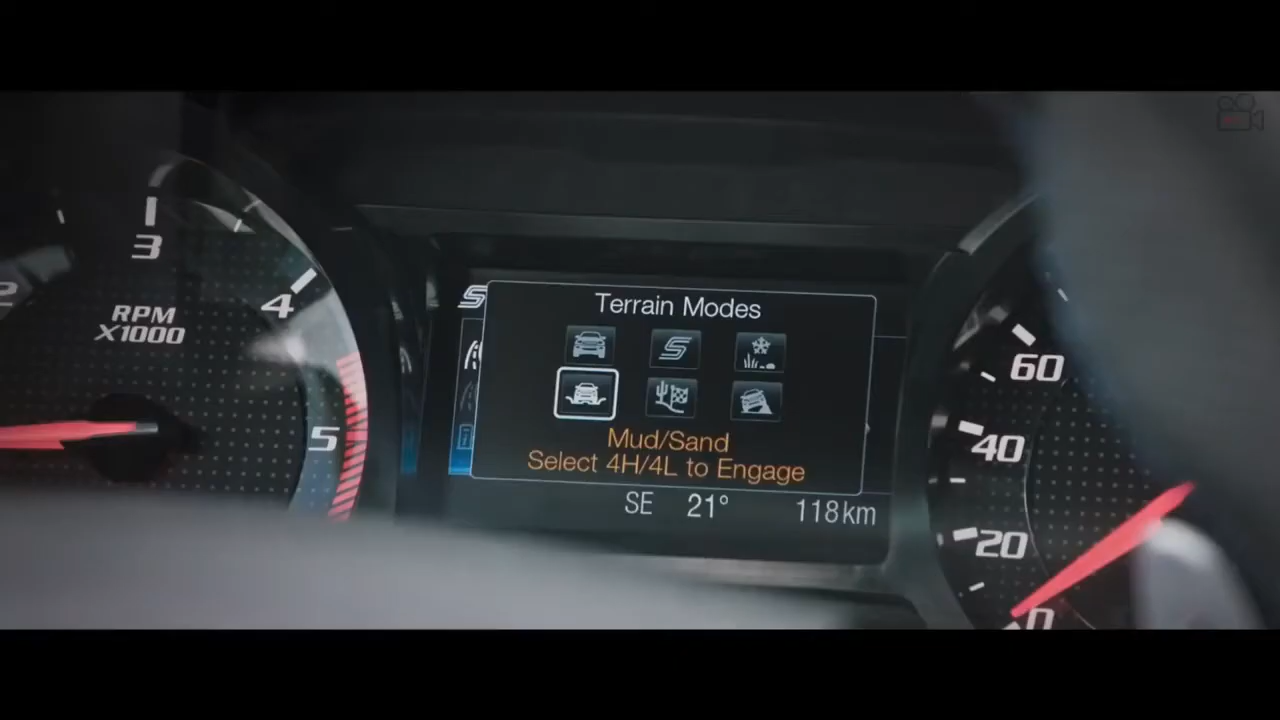 2
3
4
5
RPM
X1000
S
Terrain Modes
S
Mud/Sand
Select 4H/4L to Engage
SE 21° 118km
60
40
20
0